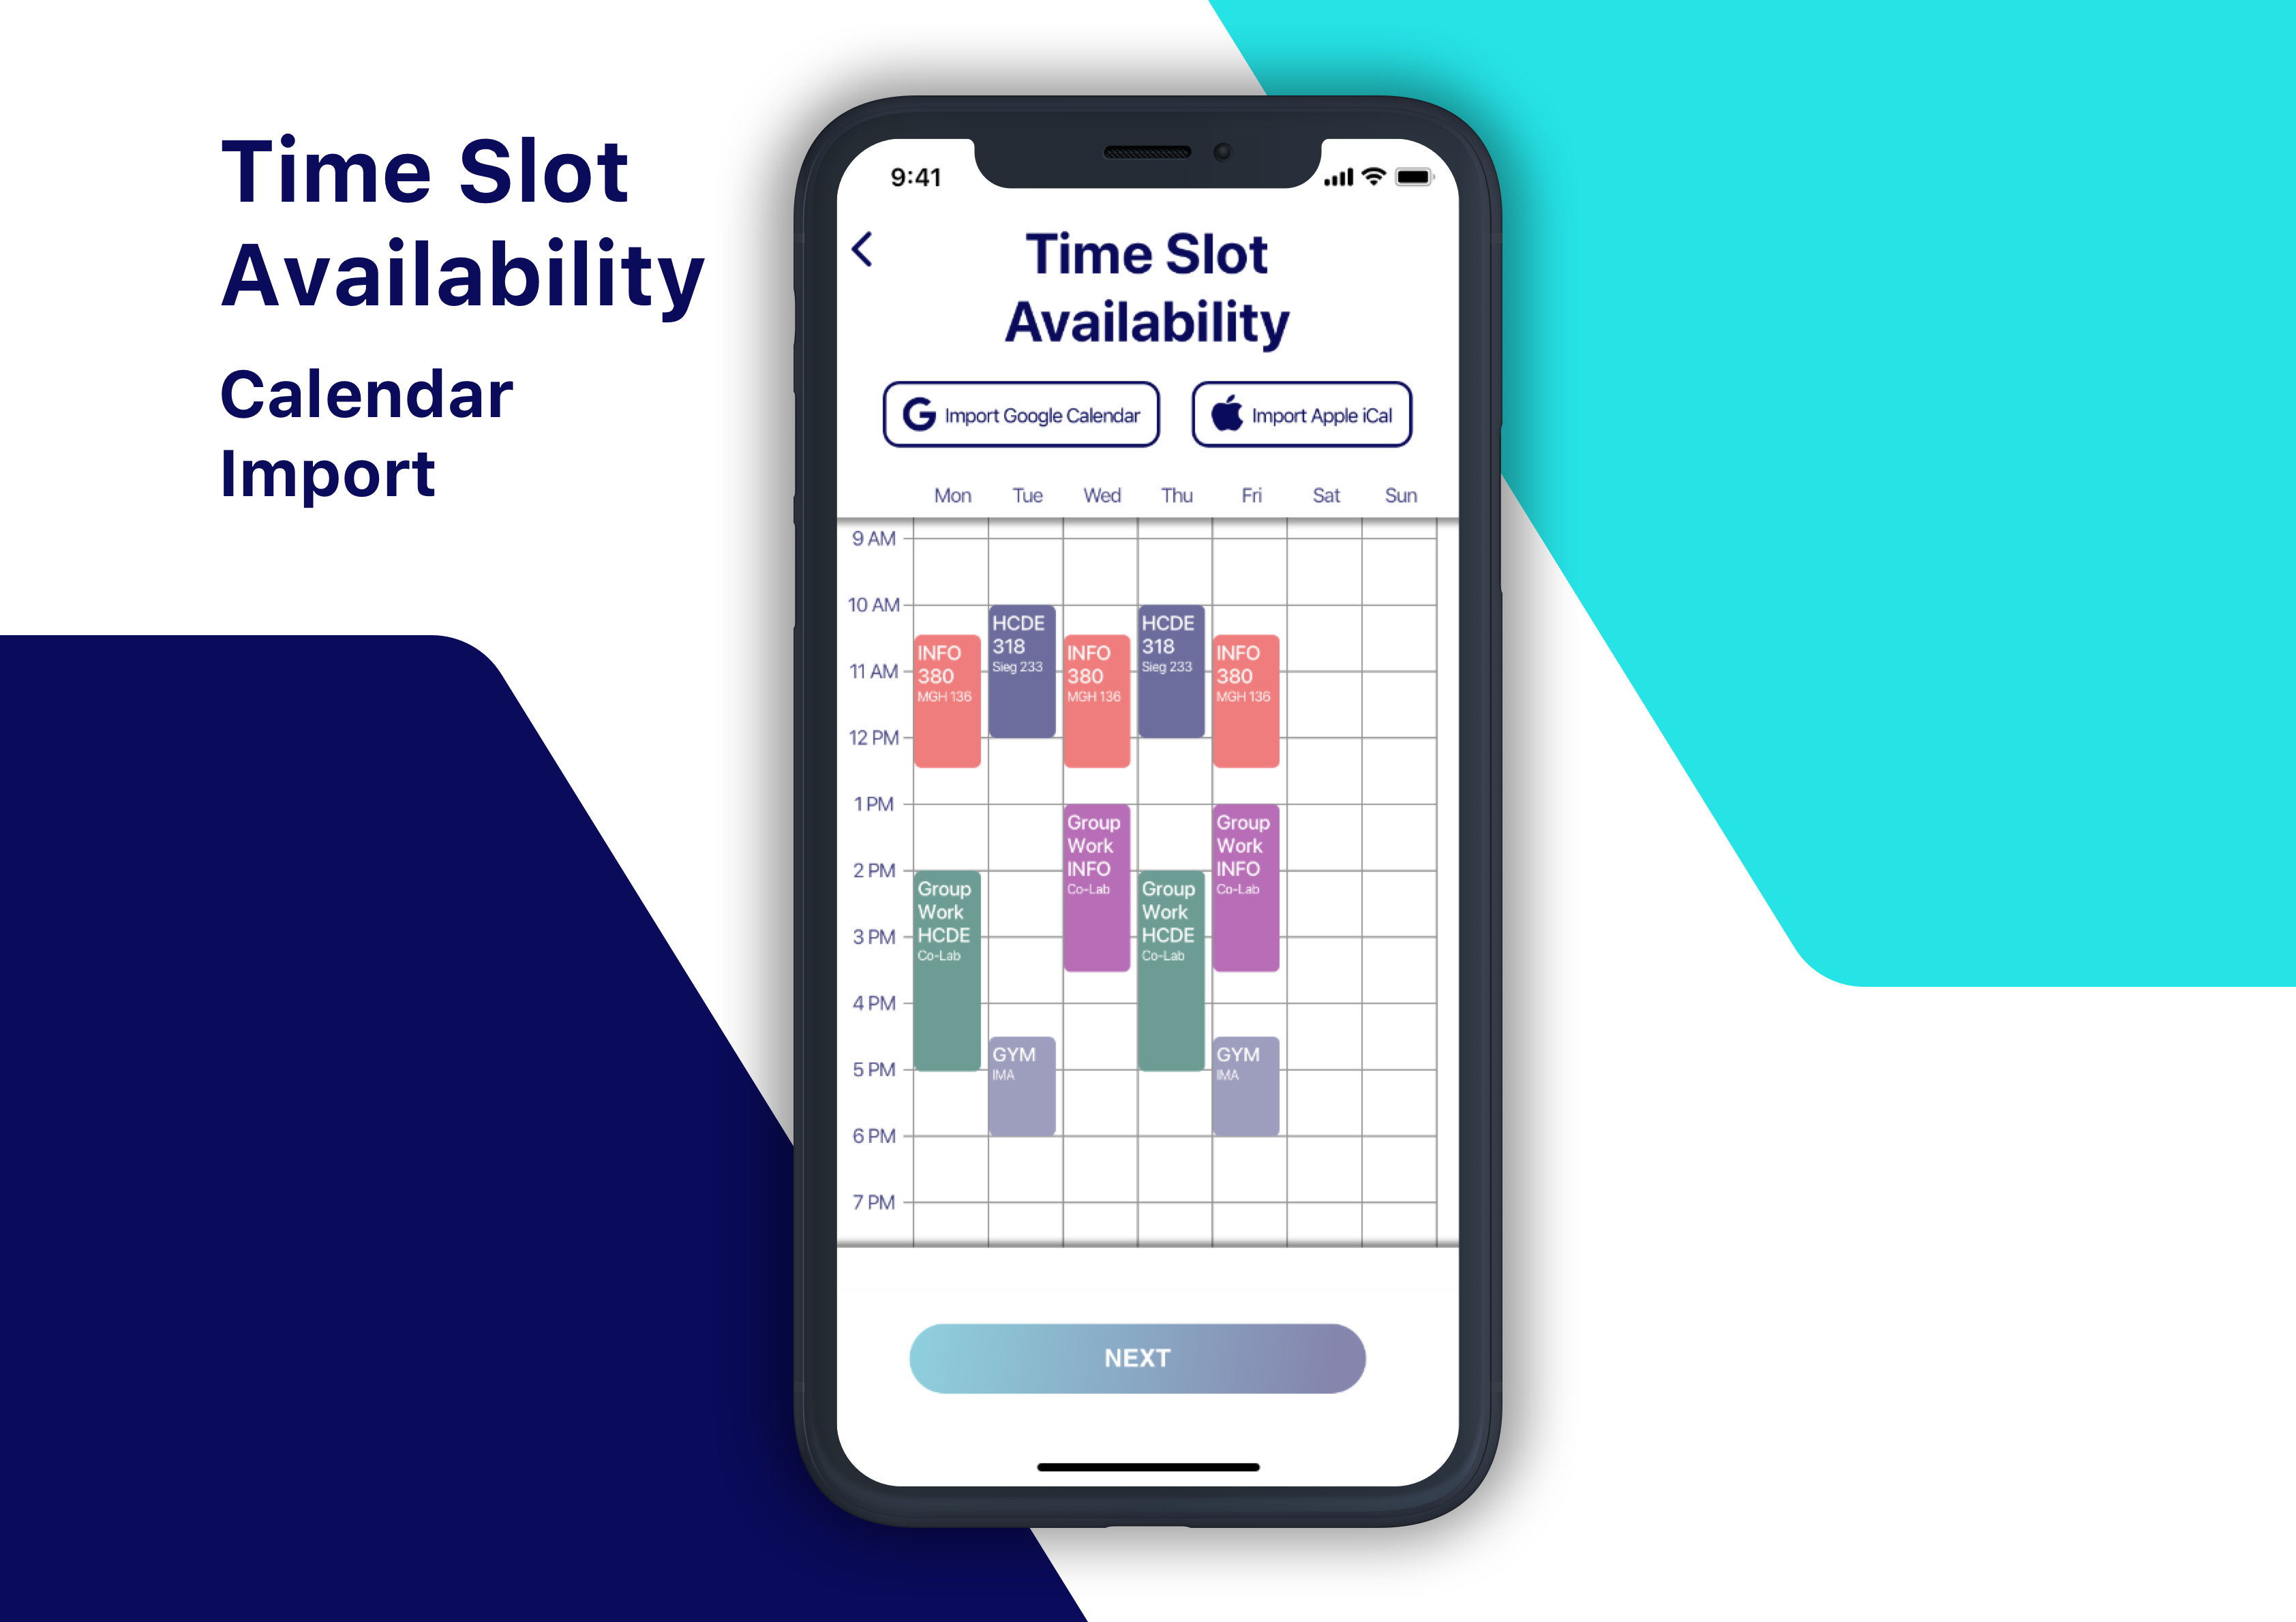 Time Slot
Availability
Calendar
Import
9:41
Time Slot
Availability
Import Google Calendar
Import Apple iCal
Mon Tue Wed Thu Fri Sat Sun
9 AM
10 AM
11 AM
12 PM
1 PM
2 PM
3 PM
4 PM
5 PM
6 PM
7 PM
INFO
380
MGH 136
Group
Work
HCDE
Co-Lab
HCDE
318
Sieg 233
GYM
IMA
INFO
380
MGH 136
Group
Work
INFO
Co-Lab
HCDE
318
Sieg 233
Group
Work
HCDE
Co-Lab
INFO
380
MGH 136
Group
Work
INFO
Co-Lab
GYM
IMA
NEXT